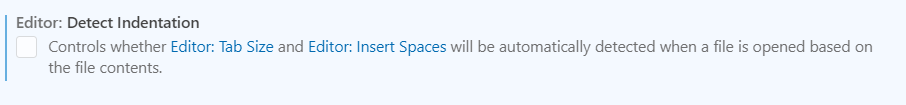 Editor: Detect Indentation
Controls whether Editor: Tab Size and Editor: Insert Spaces will be automatically detected when a file is opened based on
the file contents.